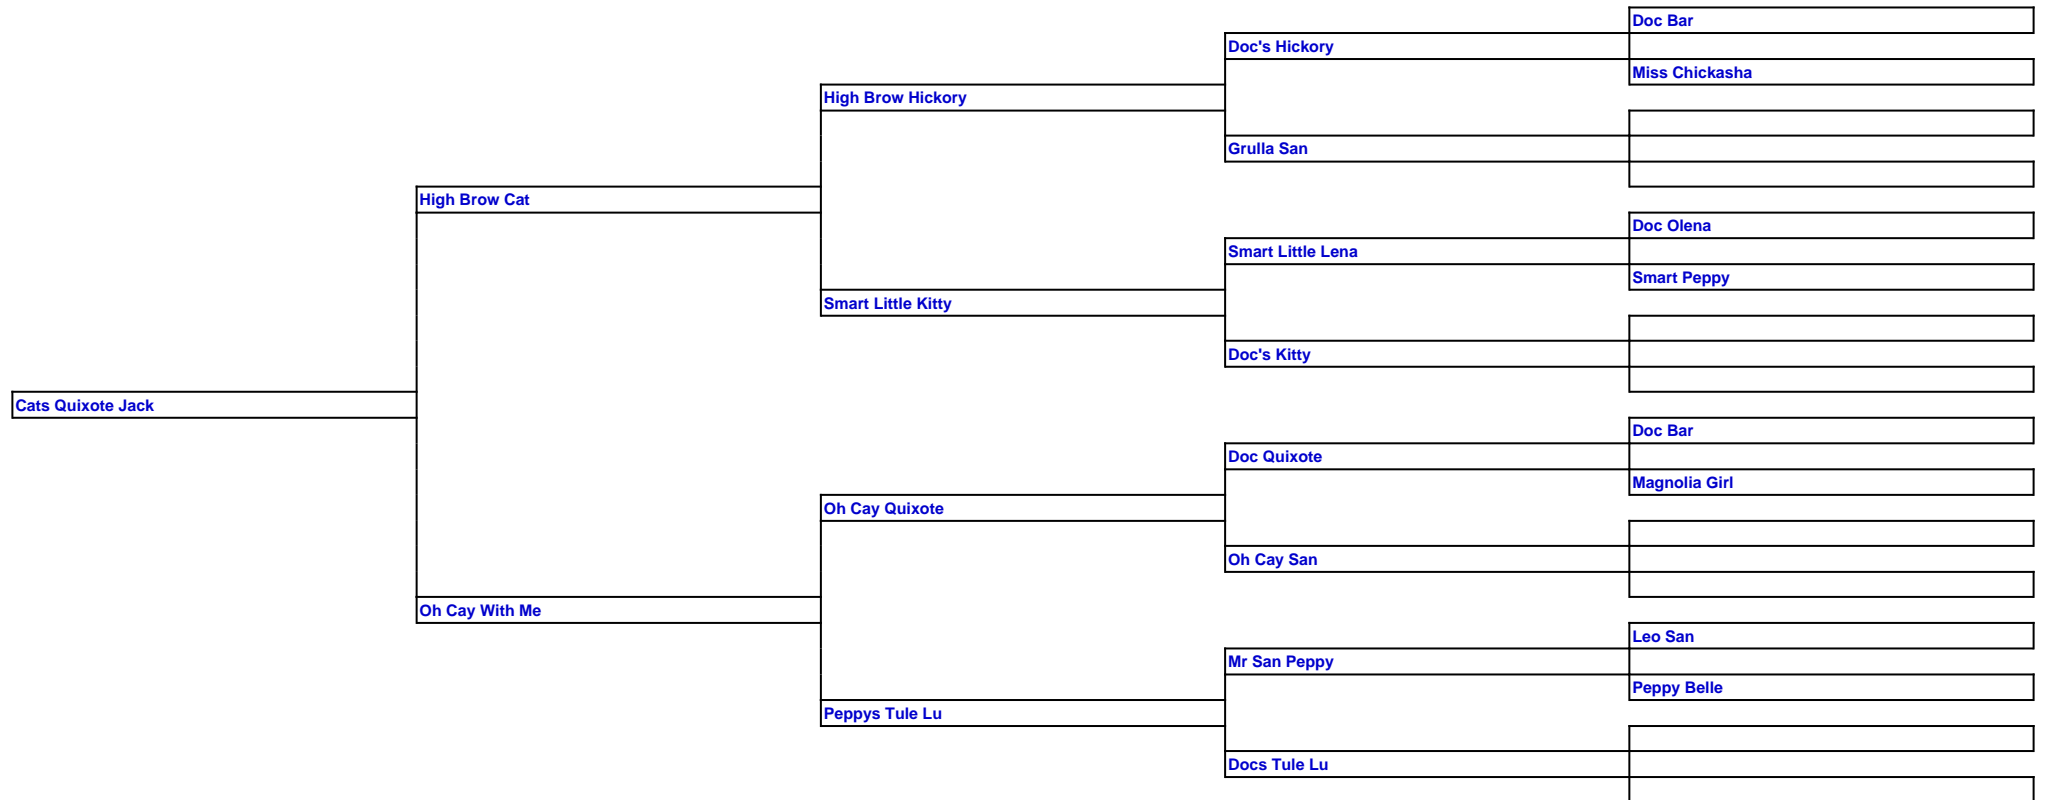 Doc Bar
Doc's Hickory
Miss Chickasha
High Brow Hickory
Grulla San
High Brow Cat
Doc Olena
Smart Little Lena
Smart Peppy
Smart Little Kitty
Doc's Kitty
Cats Quixote Jack
Doc Bar
Doc Quixote
Magnolia Girl
Oh Cay Quixote
Oh Cay San
Oh Cay With Me
Leo San
Mr San Peppy
Peppy Belle
Peppys Tule Lu
Docs Tule Lu